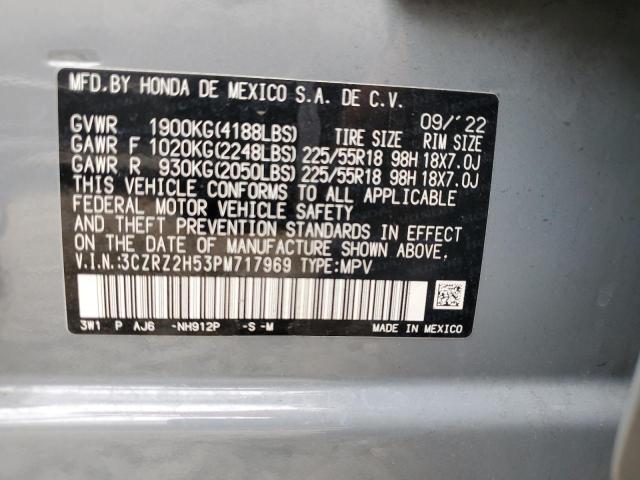 MFD.BY HONDA DE MEXICO S.A. DE C.V.
09/'22
GVWR 1900KG(4188LBS) TIRE SIZE RIM SIZE
GAWR F 1020KG(2248LBS) 225/55R18 98H 18X7.0J
GAWR R 930KG(2050LBS) 225/55R18 98H 18X7.0J
THIS VEHICLE CONFORMS TO ALL APPLICABLE
FEDERAL MOTOR VEHICLE SAFETY
AND THEFT PREVENTION STANDARDS IN EFFECT
ON THE DATE OF MANUFACTURE SHOWN ABOVE.
V.I.N.:3CZRZ2H53PM717969 TYPE:MPV
3W1 P AJ6 -NH912P -S-M MADE IN MEXICO